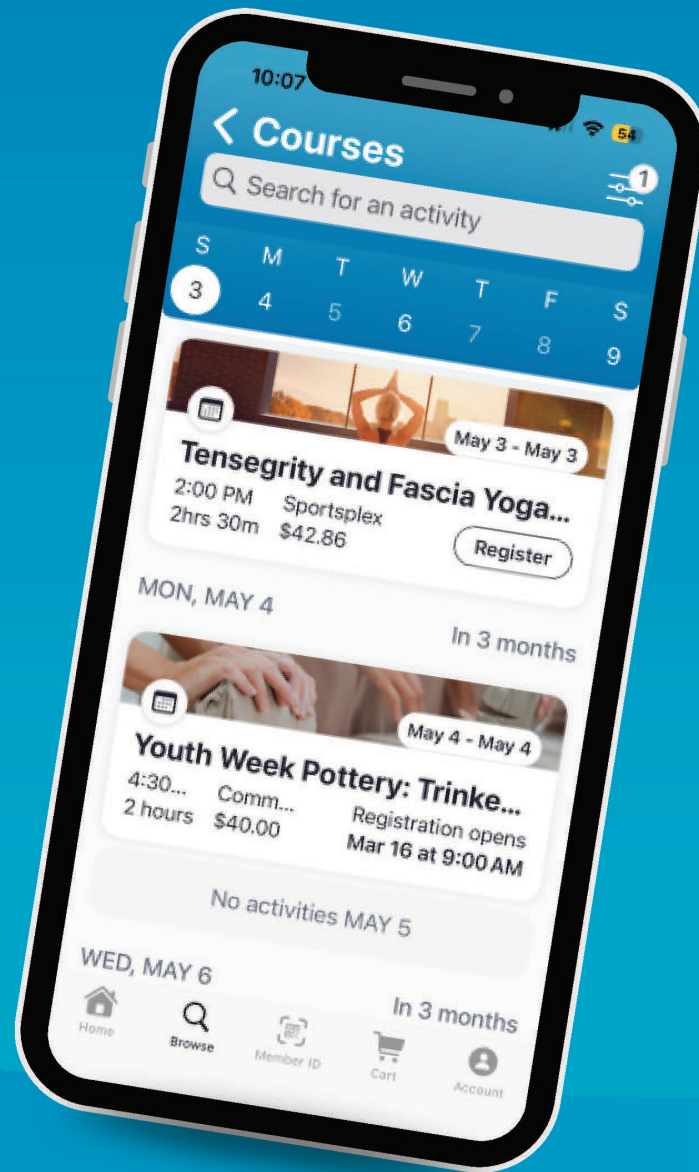 10:07
54
Courses
1
Search for an activity
S M T W T F S
3 4 5 6 7 8 9
May 3 - May 3
Tensegrity and Fascia Yoga...
2:00 PM Sportsplex
2hrs 30m $42.86
Register
MON, MAY 4
In 3 months
May 4 - May 4
Youth Week Pottery: Trinke...
4:30... Comm...
Registration opens
2 hours $40.00
Mar 16 at 9:00 AM
No activities MAY 5
WED, MAY 6
In 3 months
Home
Browse
Member ID
Cart
Account